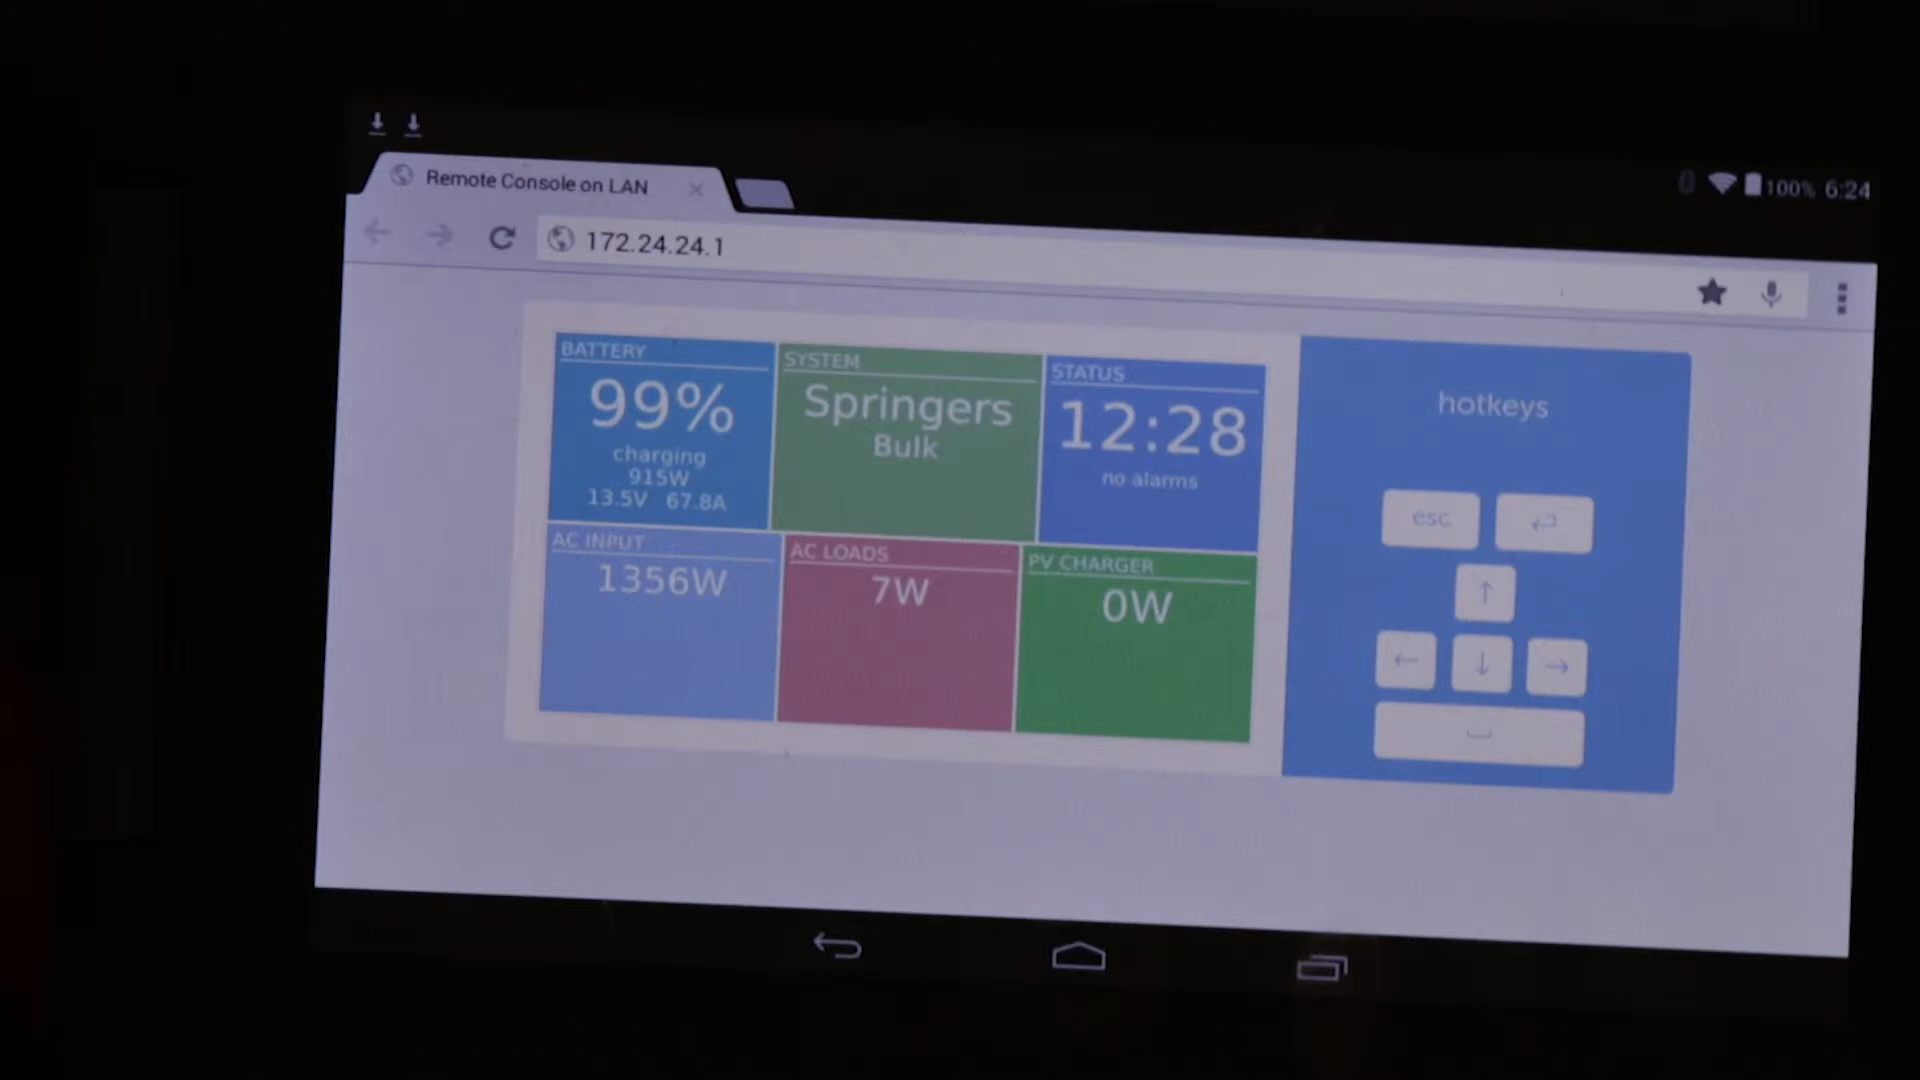 Remote Console on LAN
100% 6:24
172.24.24.1
BATTERY
99%
charging
915W
13.5V 67.8A
SYSTEM
Springers
Bulk
STATUS
12:28
no alarms
AC INPUT
1356W
AC LOADS
7W
PV CHARGER
0W
hotkeys
esc